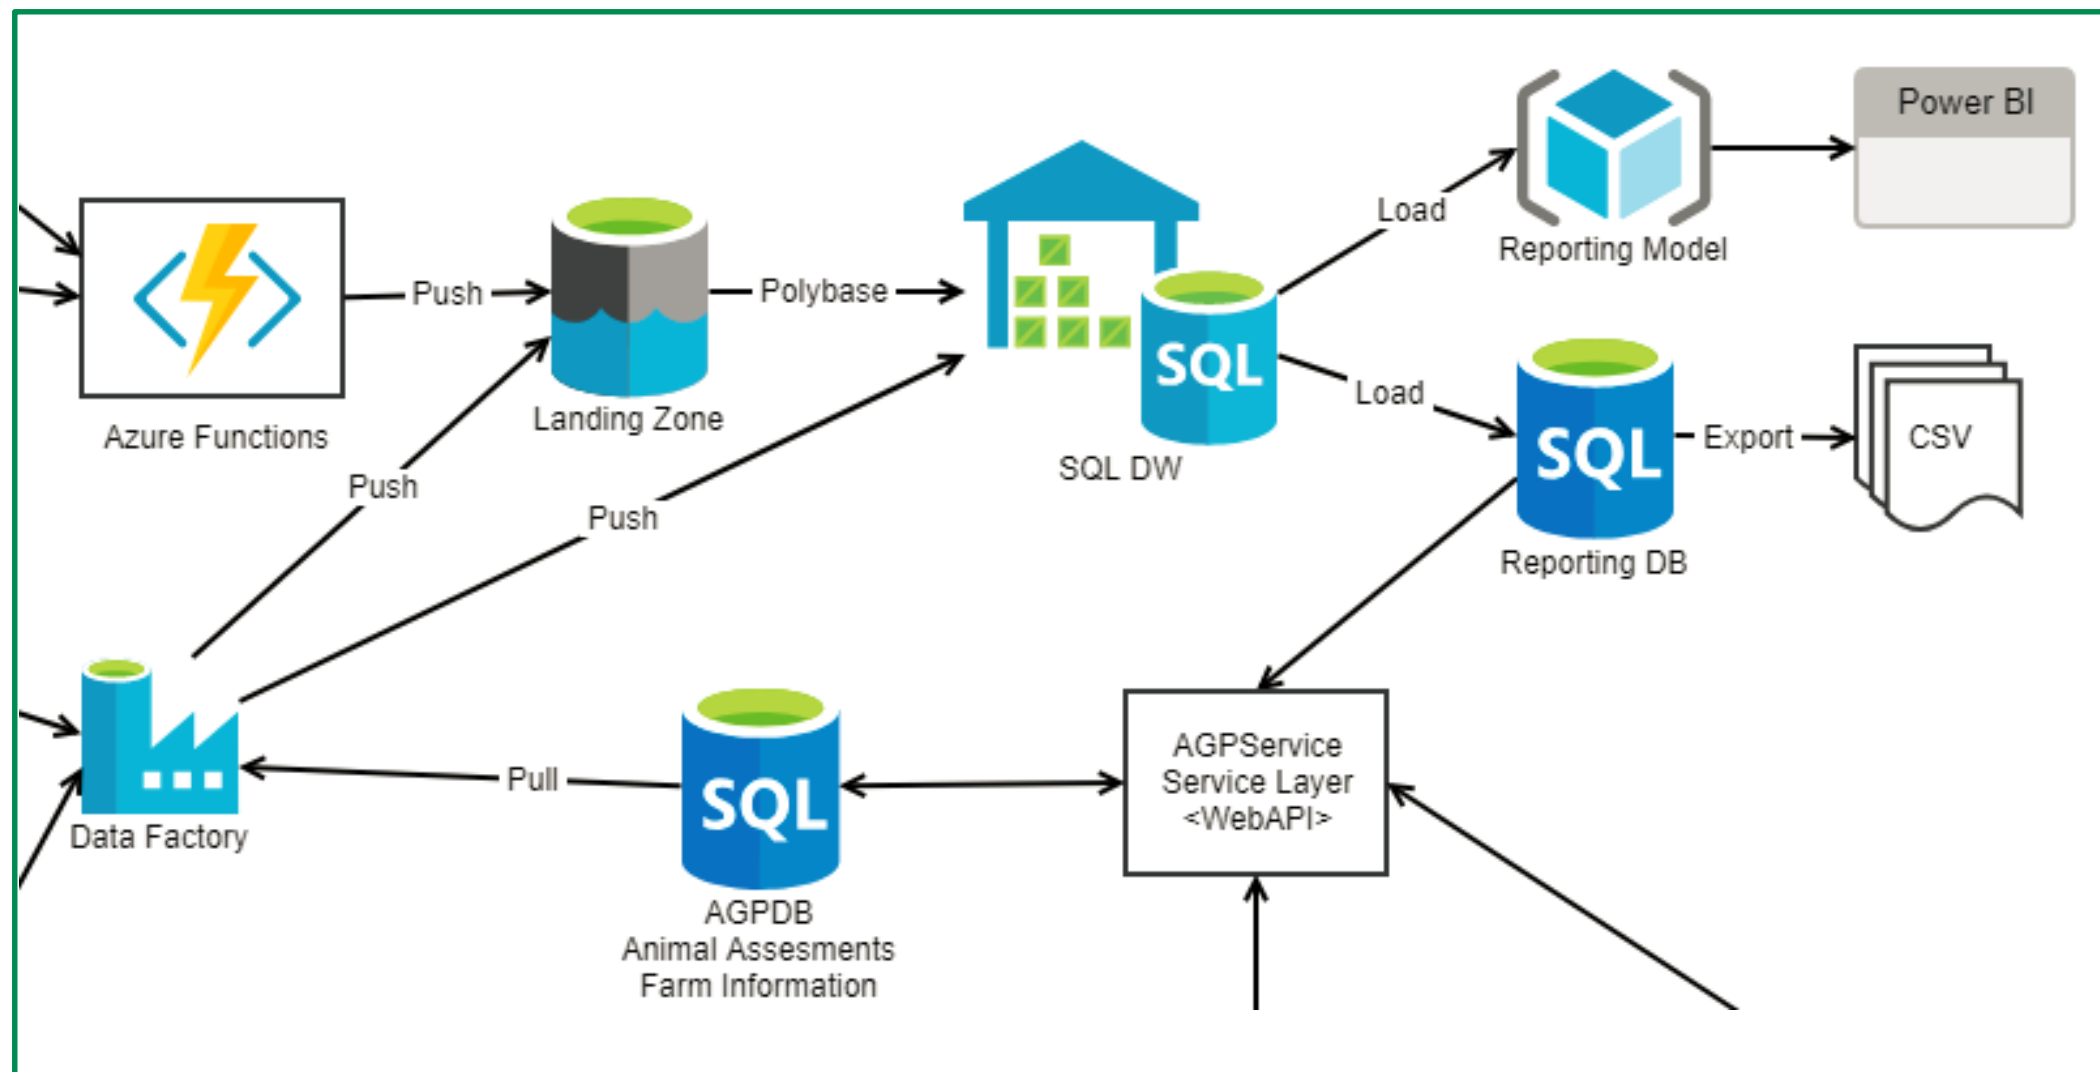 Power BI
Load
Reporting Model
Push
Polybase
SQL
Azure Functions
Landing Zone
SQL DW
Load
SQL
Export
CSV
Push
Push
Reporting DB
Data Factory
Pull
SQL
AGPService
Service Layer
<WebAPI>
AGPDB
Animal Assesments
Farm Information